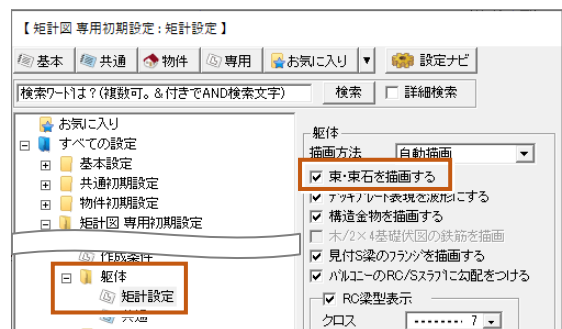 【 矩計図 専用初期設定 : 矩計設定 】
基本 共通 物件 専用 お気に入り ▼ 設定ナビ
検索ワードは？(複数可。＆付きでAND検索文字) 検索 詳細検索
お気に入り
すべての設定
基本設定
共通初期設定
物件初期設定
矩計図 専用初期設定
作成条件
躯体
矩計設定
共通
躯体
描画方法 自動描画
束・束石を描画する
デッキプレート表現を波形にする
構造金物を描画する
木/2×4基礎伏図の鉄筋を描画
見付S梁のフランジを描画する
バルコニーのRC/Sスラブに勾配をつける
RC梁型表示
クロス 7